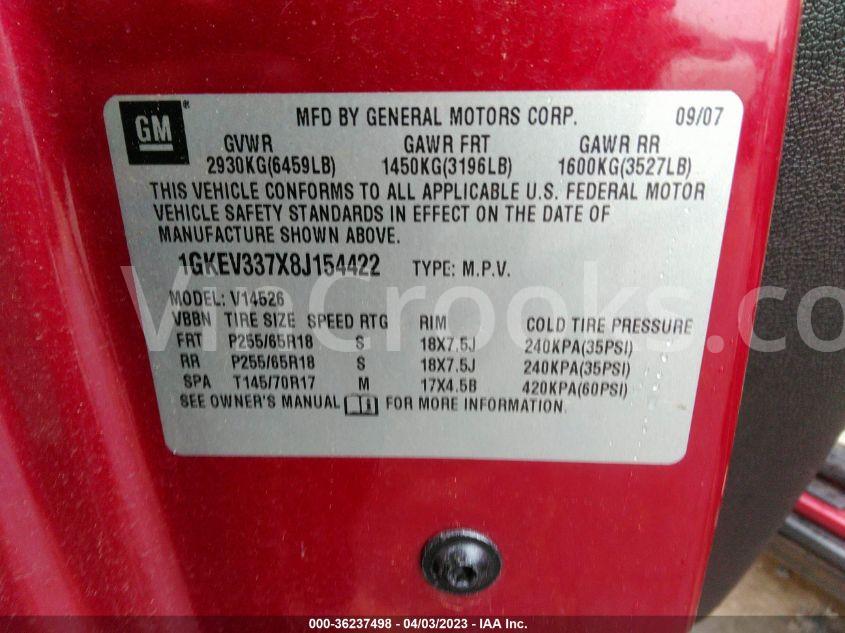 GM ® MFD BY GENERAL MOTORS CORP. 09/07
GVWR GAWR FRT GAWR RR
2930KG(6459LB) 1450KG(3196LB) 1600KG(3527LB)
THIS VEHICLE CONFORMS TO ALL APPLICABLE U.S. FEDERAL MOTOR
VEHICLE SAFETY STANDARDS IN EFFECT ON THE DATE OF
MANUFACTURE SHOWN ABOVE.
1GKEV337X8J154422 TYPE: M.P.V.
VinCrooks.co
MODEL: V14526
VBBN TIRE SIZE SPEED RTG RIM COLD TIRE PRESSURE
FRT P255/65R18 S 18X7.5J 240KPA(35PSI)
RR P255/65R18 S 18X7.5J 240KPA(35PSI)
SPA T145/70R17 M 17X4.5B 420KPA(60PSI)
SEE OWNER'S MANUAL FOR MORE INFORMATION.
000-36237498 - 04/03/2023 - IAA Inc.